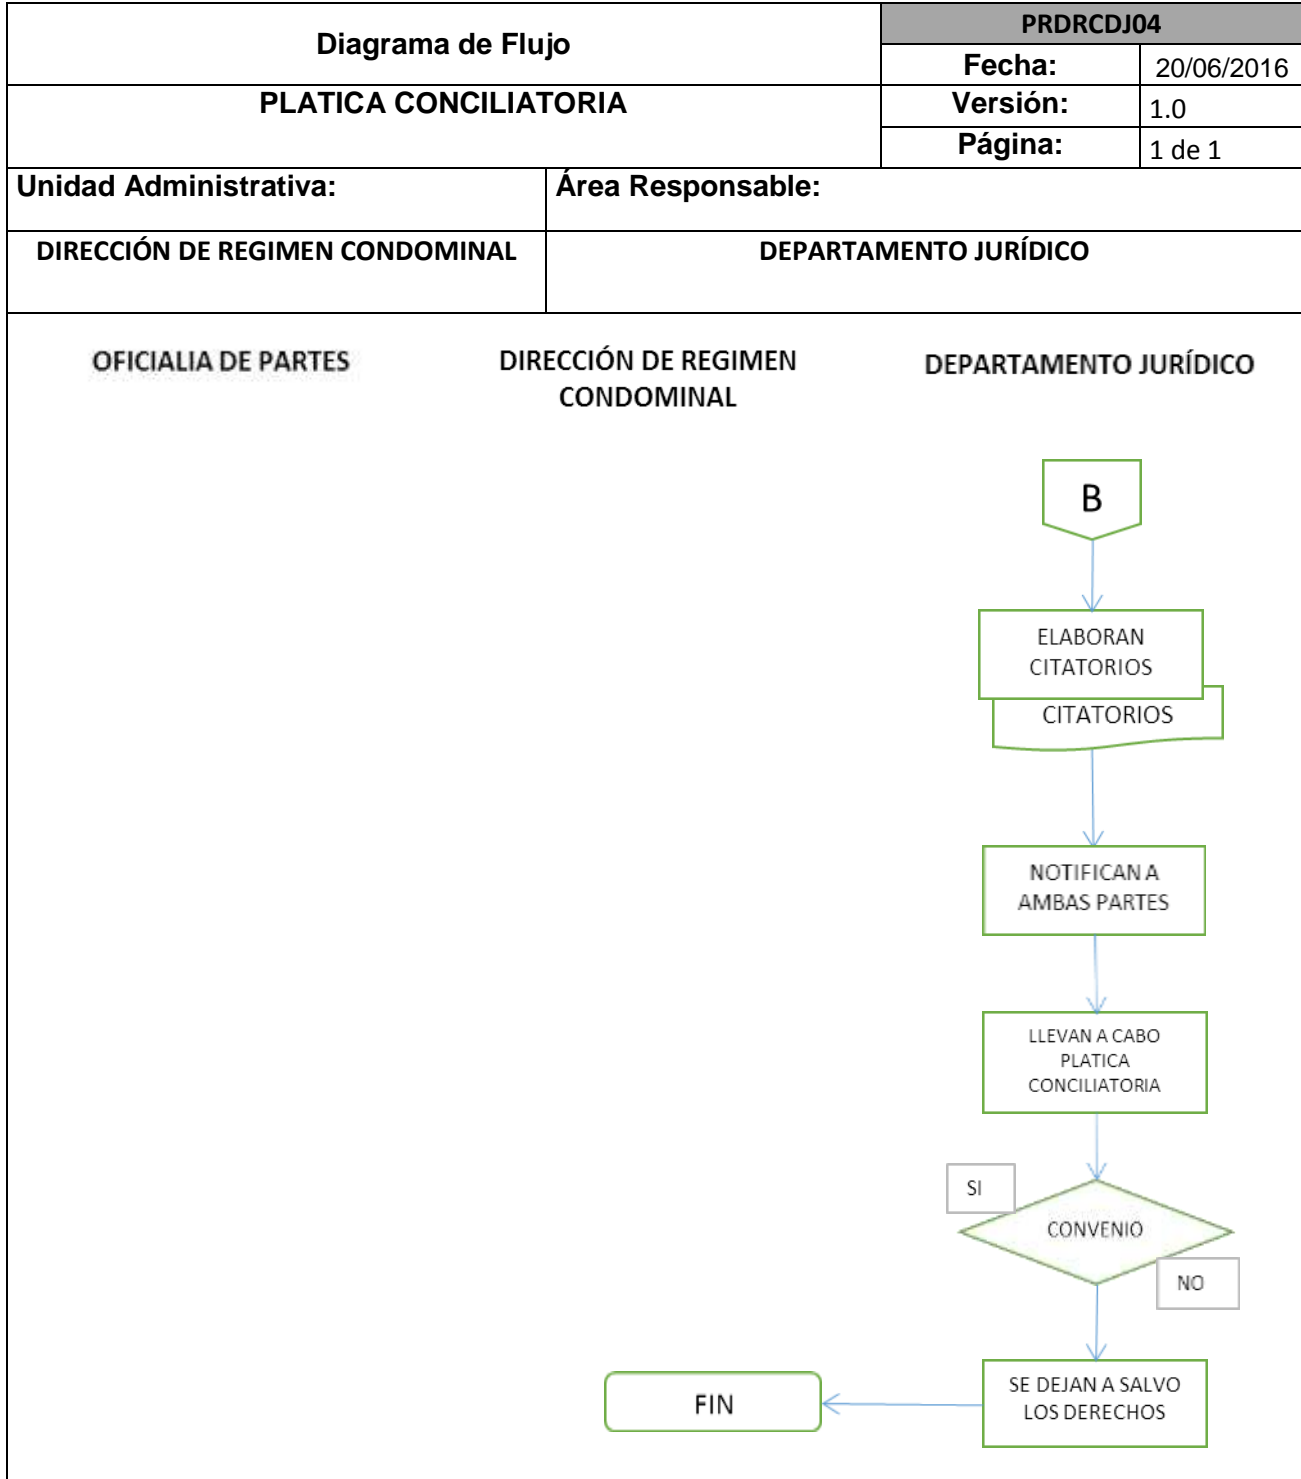 Diagrama de Flujo
PRDRCDJ04
Fecha: 20/06/2016
PLATICA CONCILIATORIA
Versión: 1.0
Página: 1 de 1
Unidad Administrativa:
Área Responsable:
DIRECCIÓN DE REGIMEN CONDOMINAL
DEPARTAMENTO JURÍDICO
OFICIALIA DE PARTES
DIRECCIÓN DE REGIMEN
CONDOMINAL
DEPARTAMENTO JURÍDICO
B
ELABORAN
CITATORIOS
CITATORIOS
NOTIFICAN A
AMBAS PARTES
LLEVAN A CABO
PLATICA
CONCILIATORIA
SI
CONVENIO
NO
SE DEJAN A SALVO
LOS DERECHOS
FIN